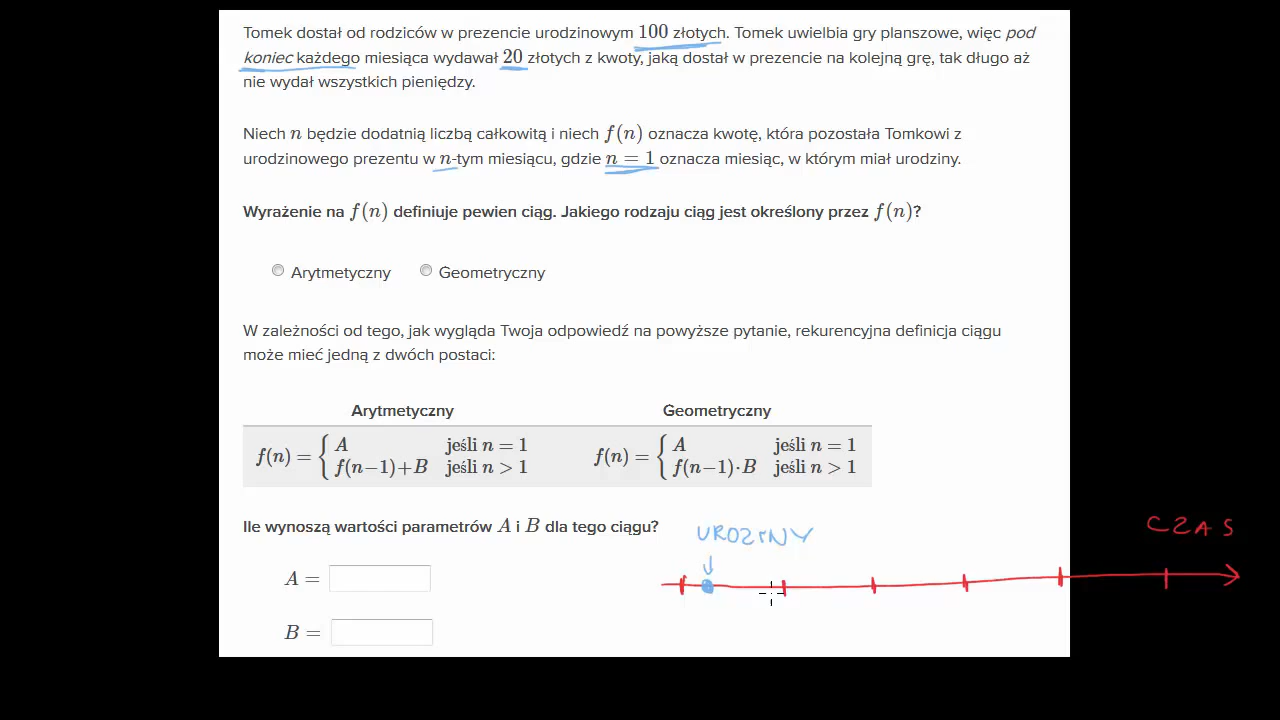 Tomek dostał od rodziców w prezencie urodzinowym 100 złotych. Tomek uwielbia gry planszowe, więc pod
koniec każdego miesiąca wydawał 20 złotych z kwoty, jaką dostał w prezencie na kolejną grę, tak długo aż
nie wydał wszystkich pieniędzy.
Niech n będzie dodatnią liczbą całkowitą i niech f(n) oznacza kwotę, która pozostała Tomkowi z
urodzinowego prezentu w n-tym miesiącu, gdzie n = 1 oznacza miesiąc, w którym miał urodziny.
Wyrażenie na f(n) definiuje pewien ciąg. Jakiego rodzaju ciąg jest określony przez f(n)?
Arytmetyczny Geometryczny
W zależności od tego, jak wygląda Twoja odpowiedź na powyższe pytanie, rekurencyjna definicja ciągu
może mieć jedną z dwóch postaci:
Arytmetyczny Geometryczny
f(n) = { A jeśli n = 1 f(n) = { A jeśli n = 1
f(n−1)+B jeśli n > 1 f(n−1)·B jeśli n > 1
Ile wynoszą wartości parametrów A i B dla tego ciągu?
URODZINY
CZAS
A =
B =